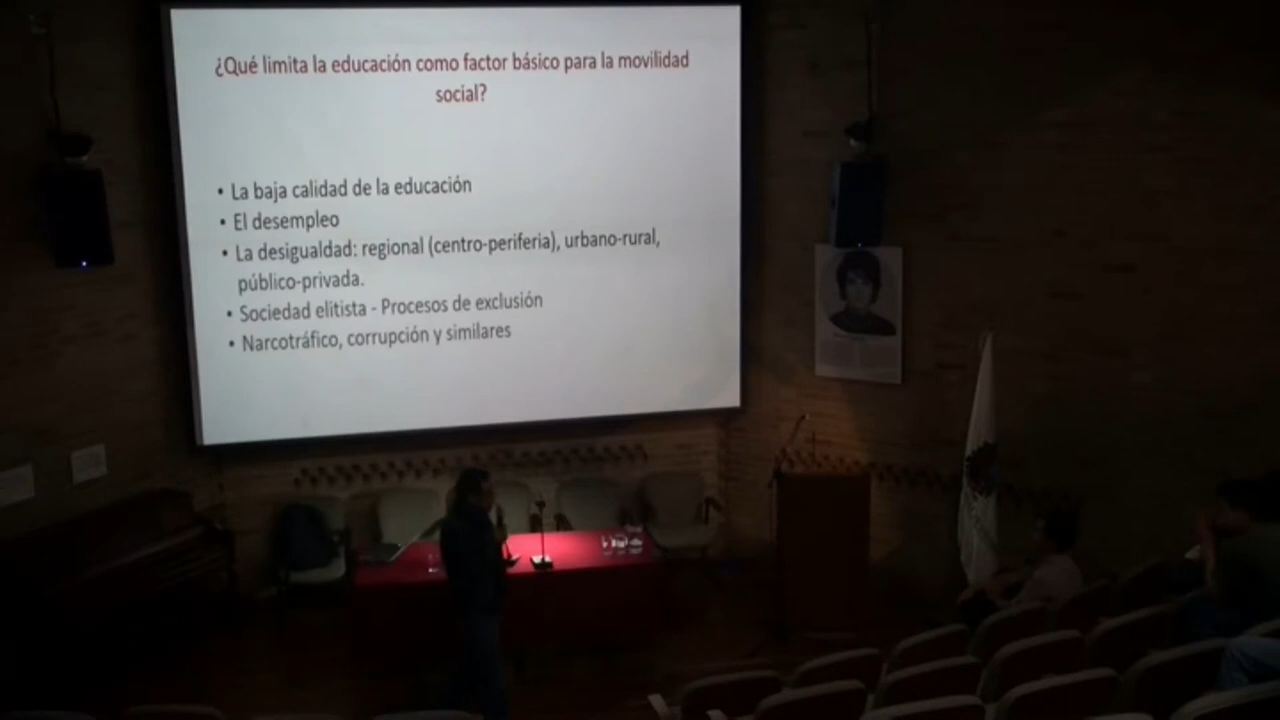 ¿Qué limita la educación como factor básico para la movilidad
social?
• La baja calidad de la educación
• El desempleo
• La desigualdad: regional (centro-periferia), urbano-rural,
público-privada.
• Sociedad elitista - Procesos de exclusión
• Narcotráfico, corrupción y similares